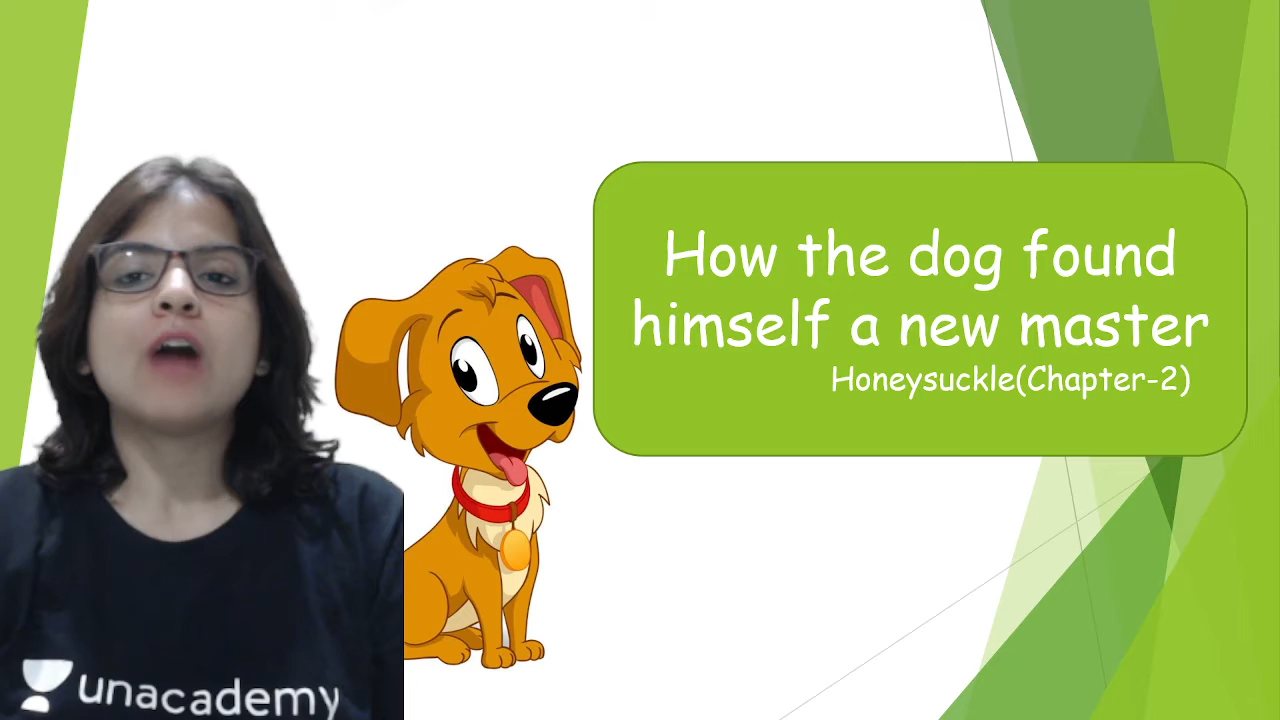 How the dog found
himself a new master
Honeysuckle(Chapter-2)
unacademy